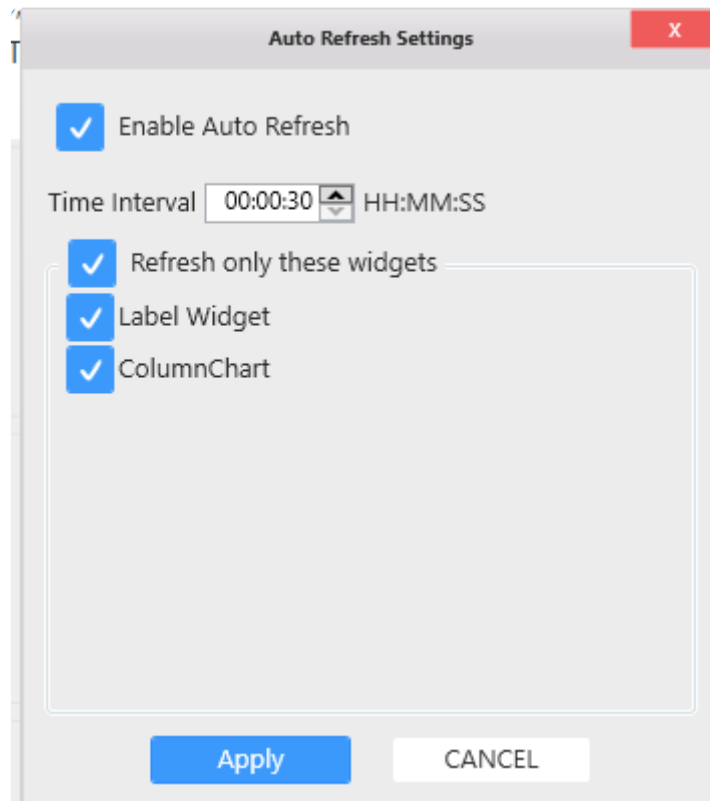 Auto Refresh Settings
x
Enable Auto Refresh
Time Interval 00:00:30 HH:MM:SS
Refresh only these widgets
Label Widget
ColumnChart
Apply CANCEL